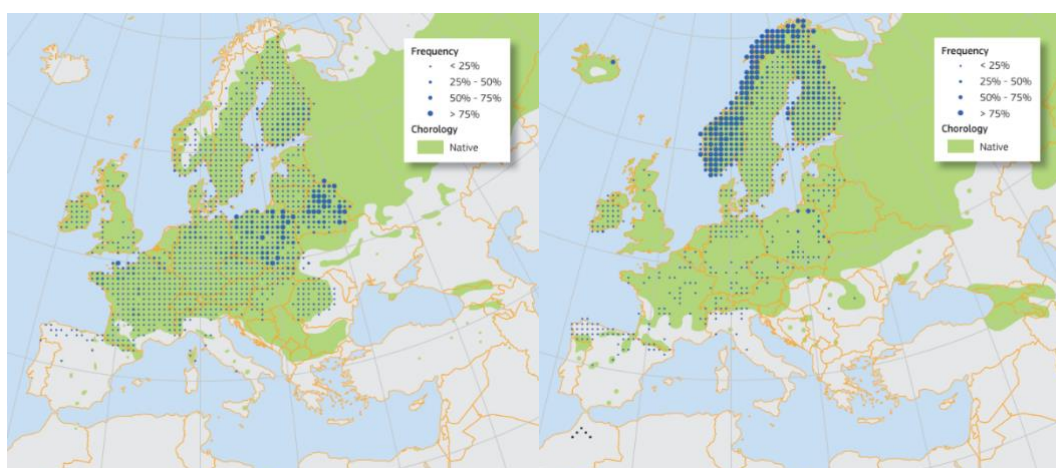 Frequency
< 25%
25% - 50%
50% - 75%
> 75%
Chorology
Native
Frequency
< 25%
25% - 50%
50% - 75%
> 75%
Chorology
Native